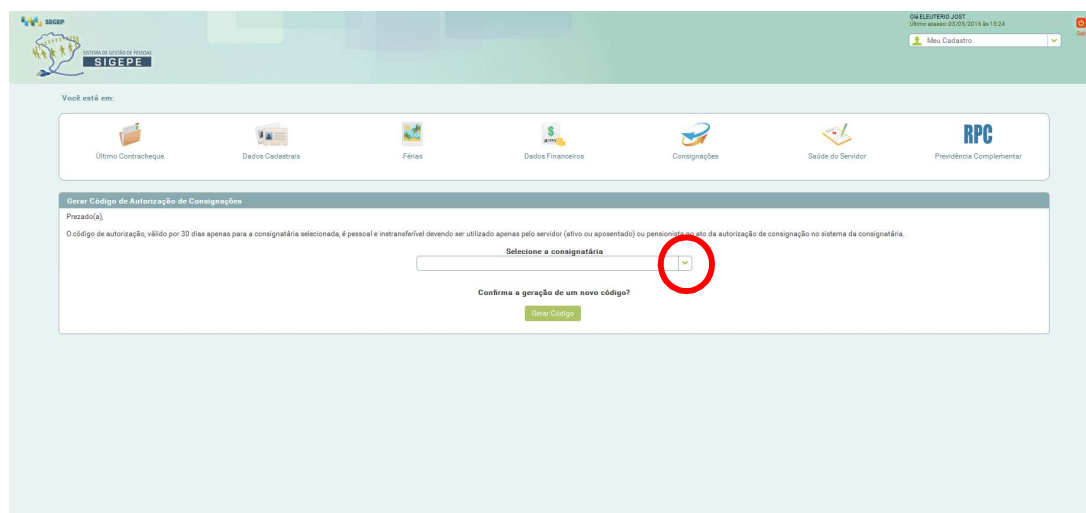 SEGEP
Olá ELEUTERIO JOST
Último acesso: 03/05/2016 às 13:24
Sair
Meu Cadastro
SISTEMA DE GESTÃO DE PESSOAS
SIGEPE
Você está em:
RPC
Último Contracheque
Dados Cadastrais
Férias
Dados Financeiros
Consignações
Saúde do Servidor
Previdência Complementar
Gerar Código de Autorização de Consignações
Prezado(a),
O código de autorização, válido por 30 dias apenas para a consignatária selecionada, é pessoal e instransferível devendo ser utilizado apenas pelo servidor (ativo ou aposentado) ou pensionista no ato da autorização de consignação no sistema da consignatária.
Selecione a consignatária
Confirma a geração de um novo código?
Gerar Código